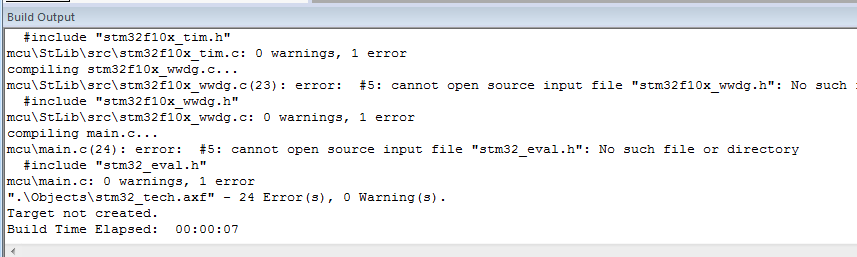 Build Output
#include "stm32f10x_tim.h"
mcu\StLib\src\stm32f10x_tim.c: 0 warnings, 1 error
compiling stm32f10x_wwdg.c...
mcu\StLib\src\stm32f10x_wwdg.c(23): error:  #5: cannot open source input file "stm32f10x_wwdg.h": No such
#include "stm32f10x_wwdg.h"
mcu\StLib\src\stm32f10x_wwdg.c: 0 warnings, 1 error
compiling main.c...
mcu\main.c(24): error:  #5: cannot open source input file "stm32_eval.h": No such file or directory
#include "stm32_eval.h"
mcu\main.c: 0 warnings, 1 error
".\Objects\stm32_tech.axf" - 24 Error(s), 0 Warning(s).
Target not created.
Build Time Elapsed:  00:00:07